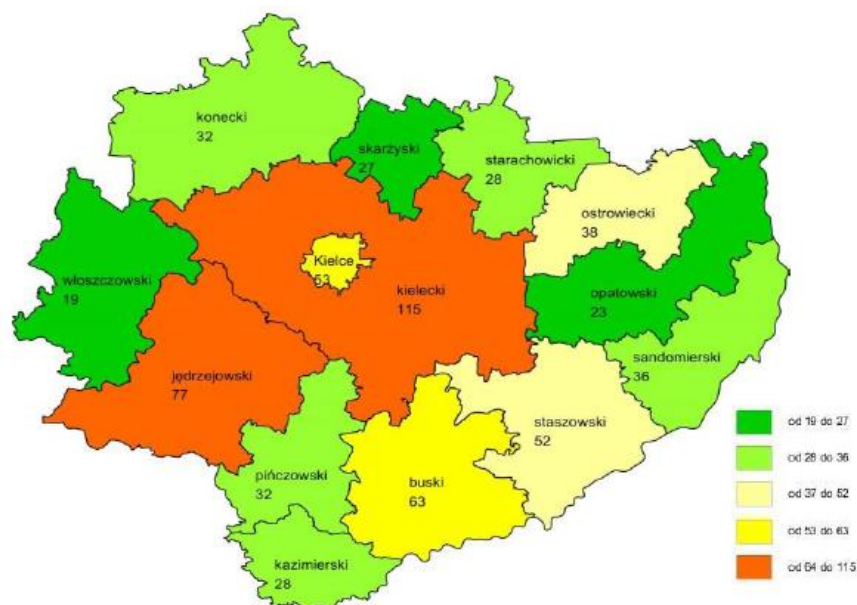 konecki
32
skarżyski
27
starachowicki
28
ostrowiecki
38
Kielce
53
włoszczowski
19
kielecki
115
opatowski
23
sandomierski
36
jędrzejowski
77
staszowski
52
pińczowski
32
buski
63
kazimierski
28
od 19 do 27
od 28 do 36
od 37 do 52
od 53 do 63
od 64 do 115